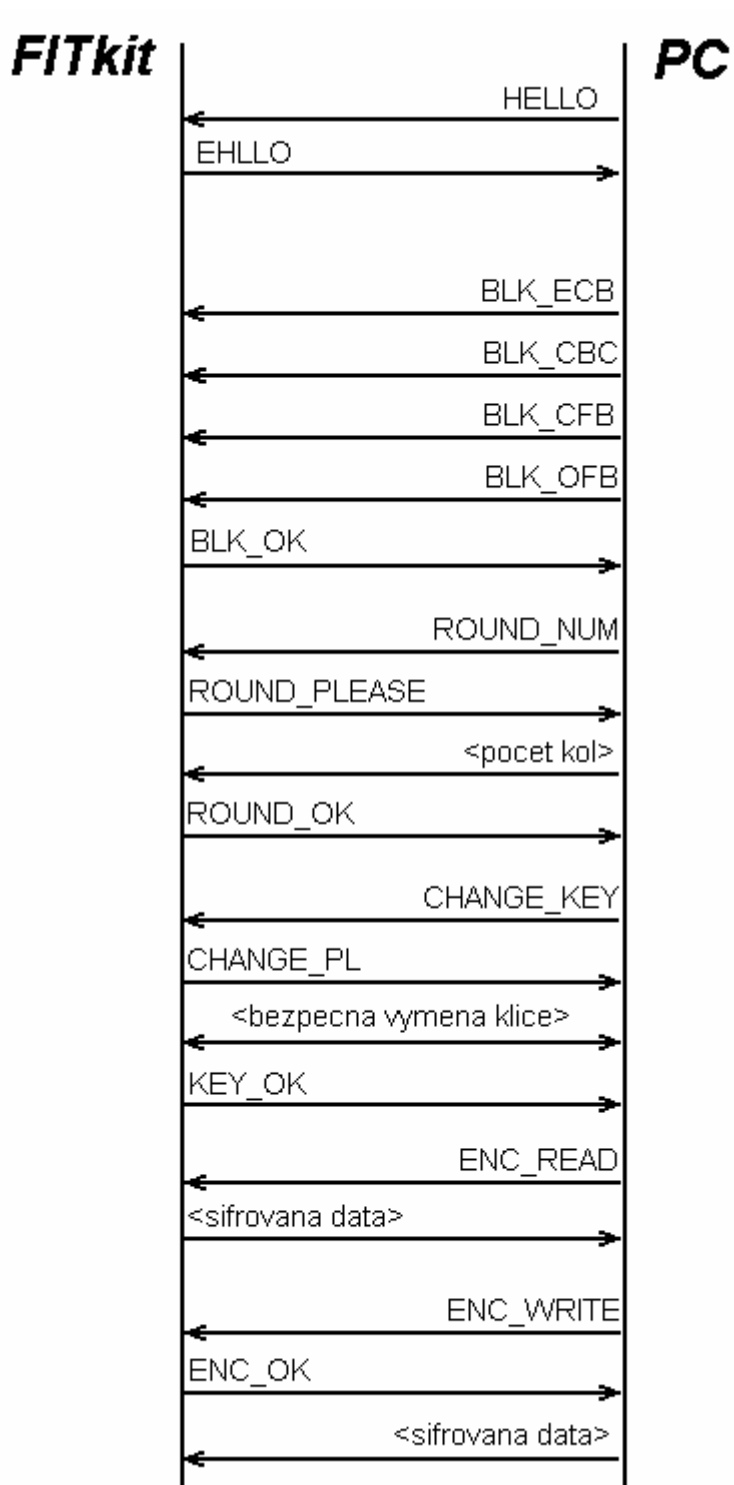 FITkit PC
HELLO
EHLLO
BLK_ECB
BLK_CBC
BLK_CFB
BLK_OFB
BLK_OK
ROUND_NUM
ROUND_PLEASE
<pocet kol>
ROUND_OK
CHANGE_KEY
CHANGE_PL
<bezpecna vymena klice>
KEY_OK
ENC_READ
<sifrovana data>
ENC_WRITE
ENC_OK
<sifrovana data>